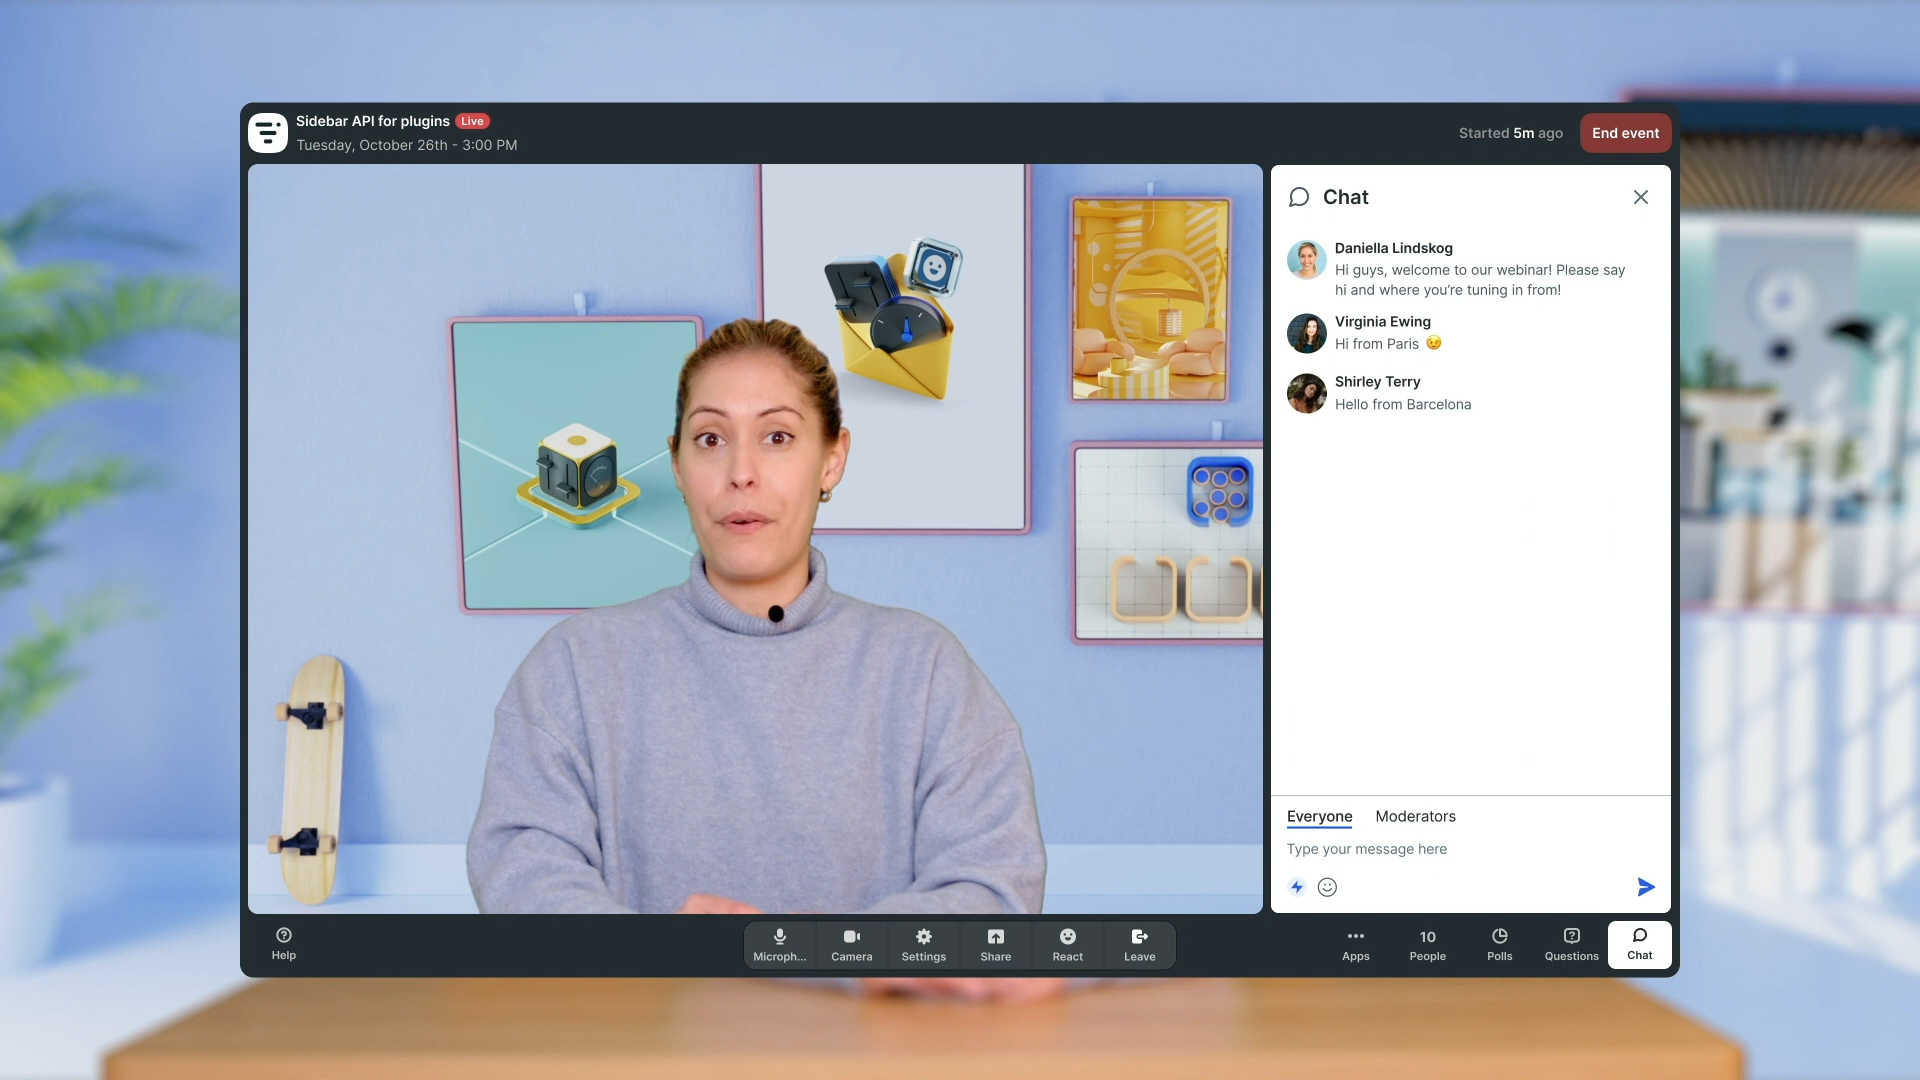 Sidebar API for plugins Live
Tuesday, October 26th - 3:00 PM
Started 5m ago
End event
Chat
Daniella Lindskog
Hi guys, welcome to our webinar! Please say
hi and where you're tuning in from!
Virginia Ewing
Hi from Paris 😉
Shirley Terry
Hello from Barcelona
Everyone Moderators
Type your message here
Help
Microph...
Camera
Settings
Share
React
Leave
Apps
10
People
Polls
Questions
Chat